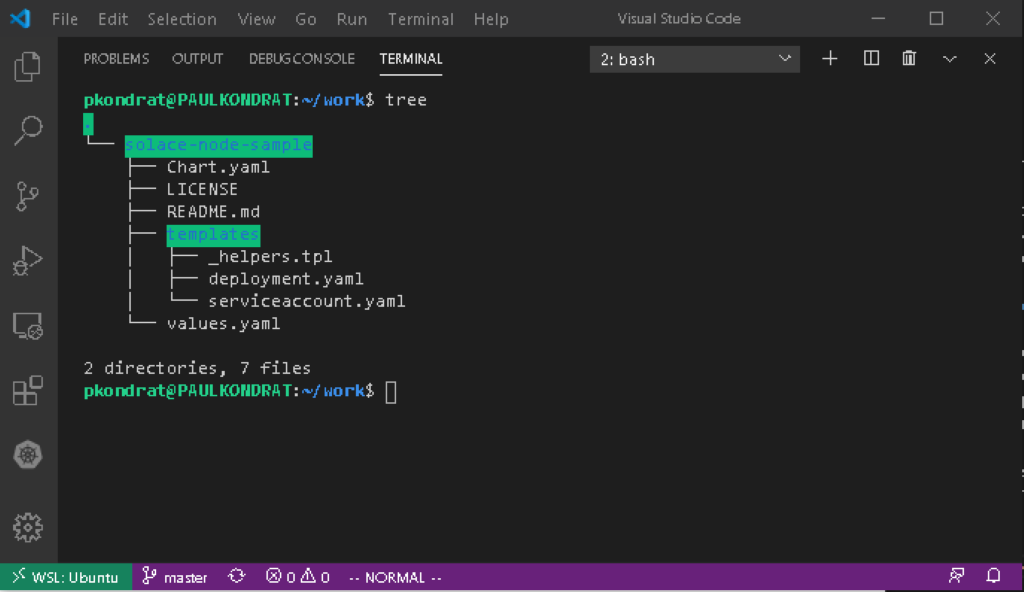 File Edit Selection View Go Run Terminal Help Visual Studio Code
PROBLEMS OUTPUT DEBUG CONSOLE TERMINAL 2: bash
pkondrat@PAULKONDRAT:~/work$ tree
.
└── solace-node-sample
    ├── Chart.yaml
    ├── LICENSE
    ├── README.md
    ├── templates
    │   ├── _helpers.tpl
    │   ├── deployment.yaml
    │   └── serviceaccount.yaml
    └── values.yaml
2 directories, 7 files
pkondrat@PAULKONDRAT:~/work$
WSL: Ubuntu master 0 0 -- NORMAL --